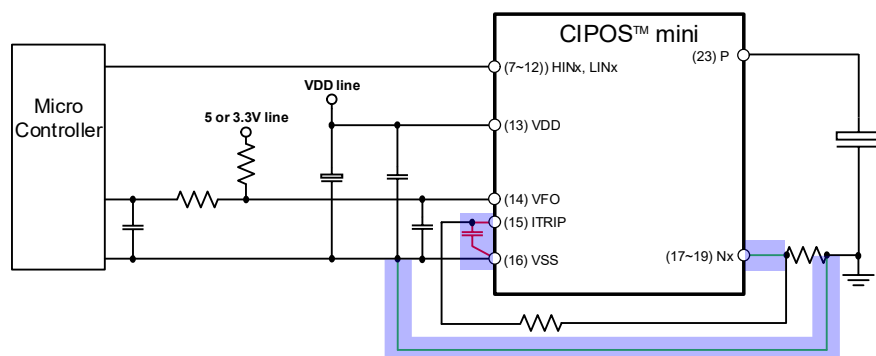 CIPOS™ mini
(23) P
(7~12)) HINx, LINx
VDD line
Micro
Controller
5 or 3.3V line
(13) VDD
(14) VFO
(15) ITRIP
(16) VSS
(17~19) Nx